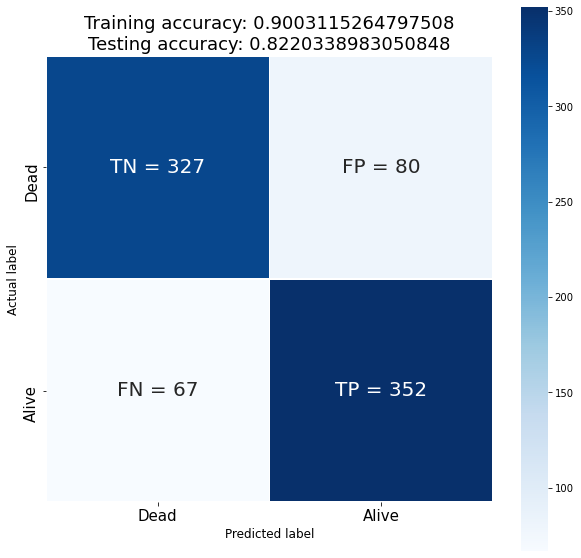 Training accuracy: 0.9003115264797508
Testing accuracy: 0.8220338983050848
Actual label
Dead
TN = 327
FP = 80
Alive
FN = 67
TP = 352
Dead
Alive
Predicted label
350
300
250
200
150
100